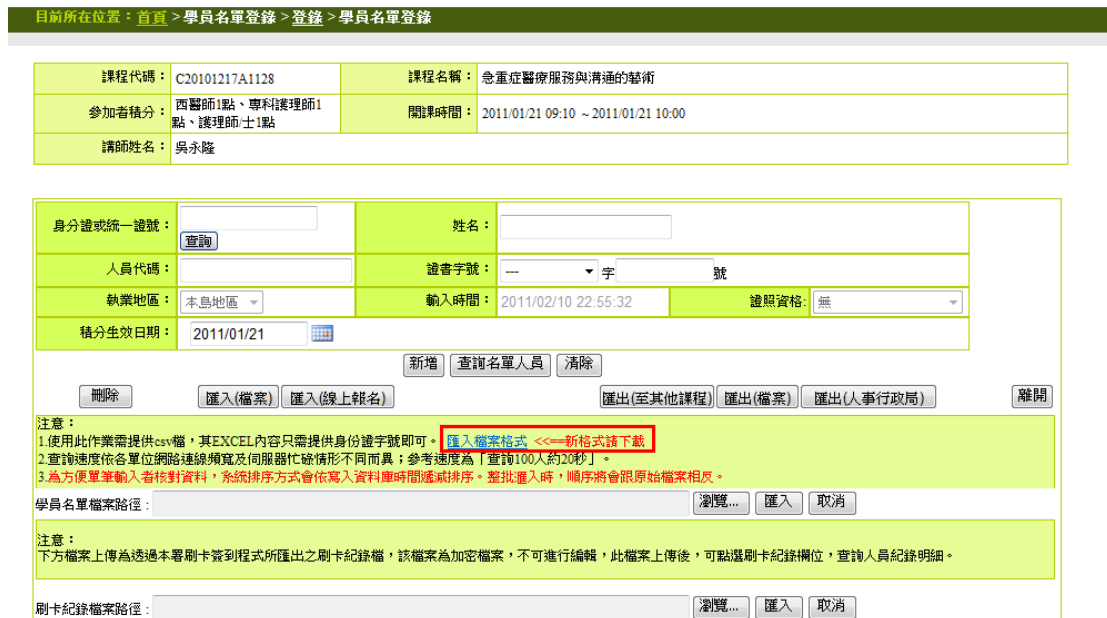 目前所在位置：首頁 > 學員名單登錄 > 登錄 > 學員名單登錄
課程代碼： C20101217A1128 課程名稱： 急重症醫療服務與溝通的藝術
參加者積分： 西醫師1點、專科護理師1點、護理師/士1點 開課時間： 2011/01/21 09:10 ～2011/01/21 10:00
講師姓名： 吳永隆
身分證或統一證號： 查詢 姓名：
人員代碼： 證書字號： --- 字 號
執業地區： 本島地區 輸入時間： 2011/02/10 22:55:32 證照資格: 無
積分生效日期： 2011/01/21
新增 查詢名單人員 清除
刪除 匯入(檔案) 匯入(線上報名) 匯出(至其他課程) 匯出(檔案) 匯出(人事行政局) 離開
注意：
1.使用此作業需提供csv檔，其EXCEL內容只需提供身份證字號即可。 匯入檔案格式 <<==新格式請下載
2.查詢速度依各單位網路連線頻寬及伺服器忙碌情形不同而異；參考速度為「查詢100人約20秒」。
3.為方便單筆輸入者核對資料，系統排序方式會依寫入資料庫時間遞減排序。整批匯入時，順序將會跟原始檔案相反。
學員名單檔案路徑 : 瀏覽... 匯入 取消
注意：
下方檔案上傳為透過本署刷卡簽到程式所匯出之刷卡紀錄檔，該檔案為加密檔案，不可進行編輯，此檔案上傳後，可點選刷卡紀錄欄位，查詢人員紀錄明細。
刷卡紀錄檔案路徑 : 瀏覽... 匯入 取消